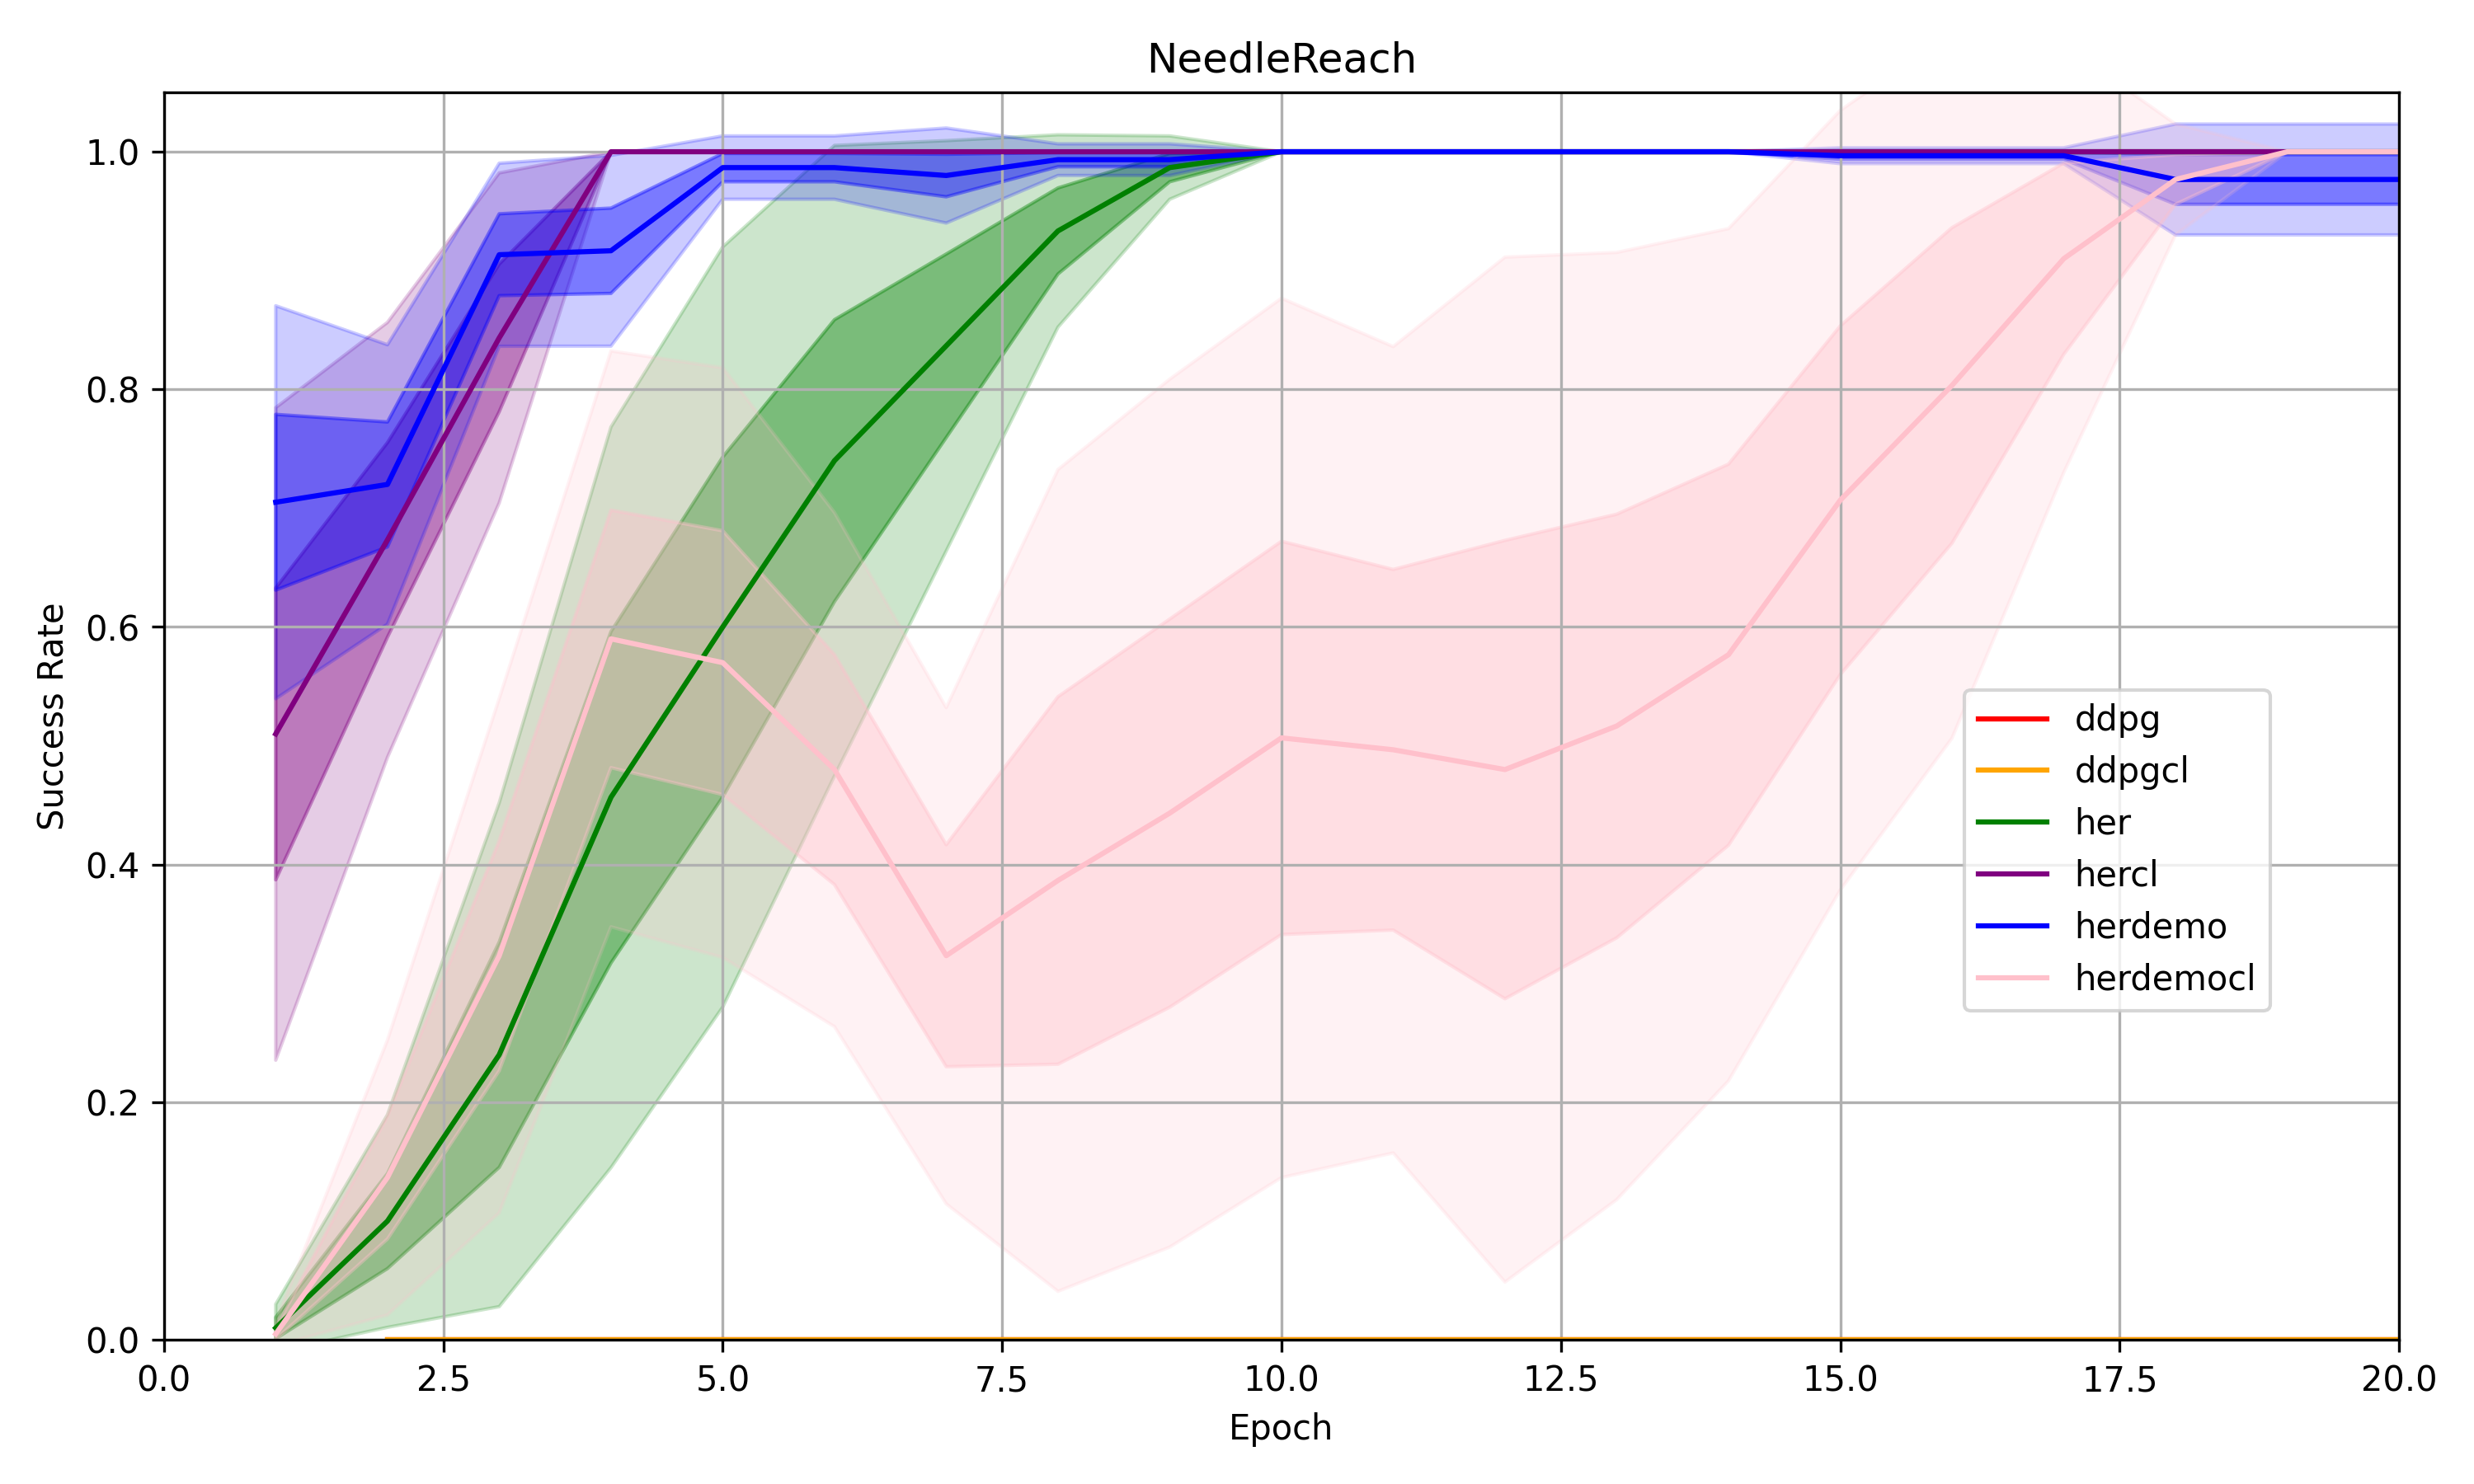 NeedleReach
Success Rate
1.0
0.8
0.6
0.4
0.2
0.0
0.0 2.5 5.0 7.5 10.0 12.5 15.0 17.5 20.0
Epoch
ddpg
ddpgcl
her
hercl
herdemo
herdemocl